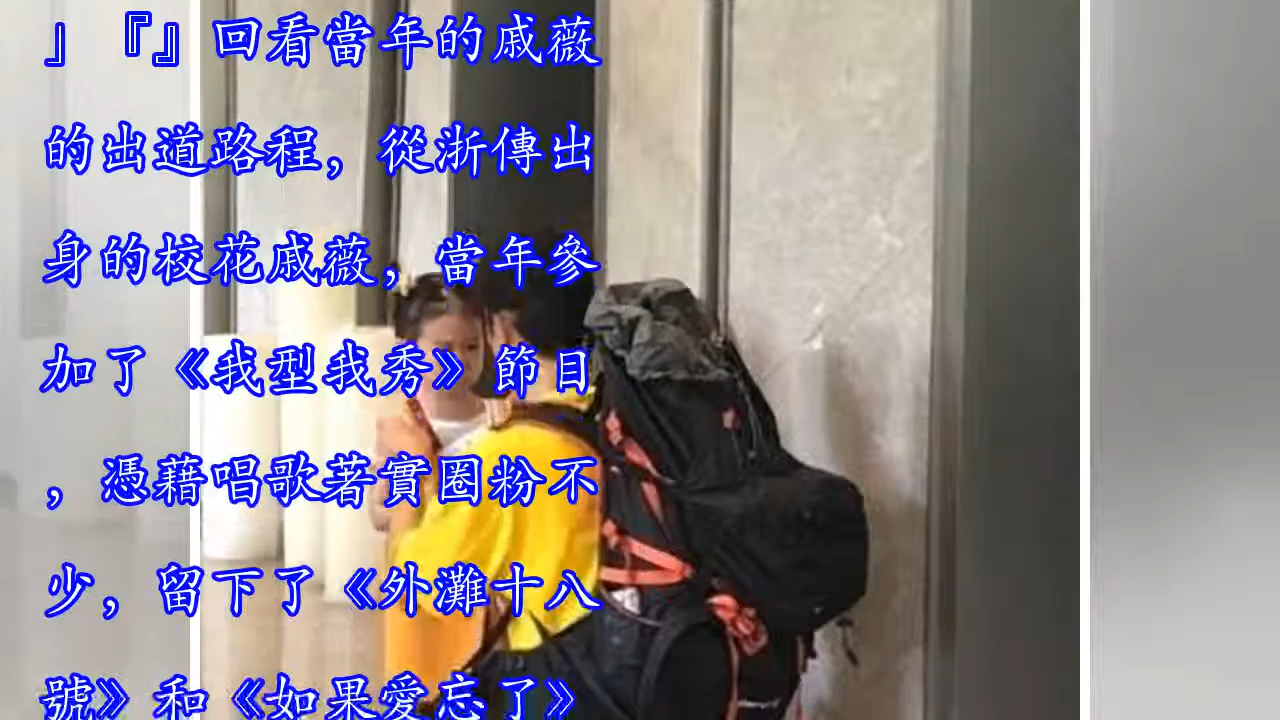 」『』回看當年的戚薇
的出道路程，從浙傳出
身的校花戚薇，當年參
加了《我型我秀》節目
，憑藉唱歌著實圈粉不
少，留下了《外灘十八
號》和《如果愛忘了》